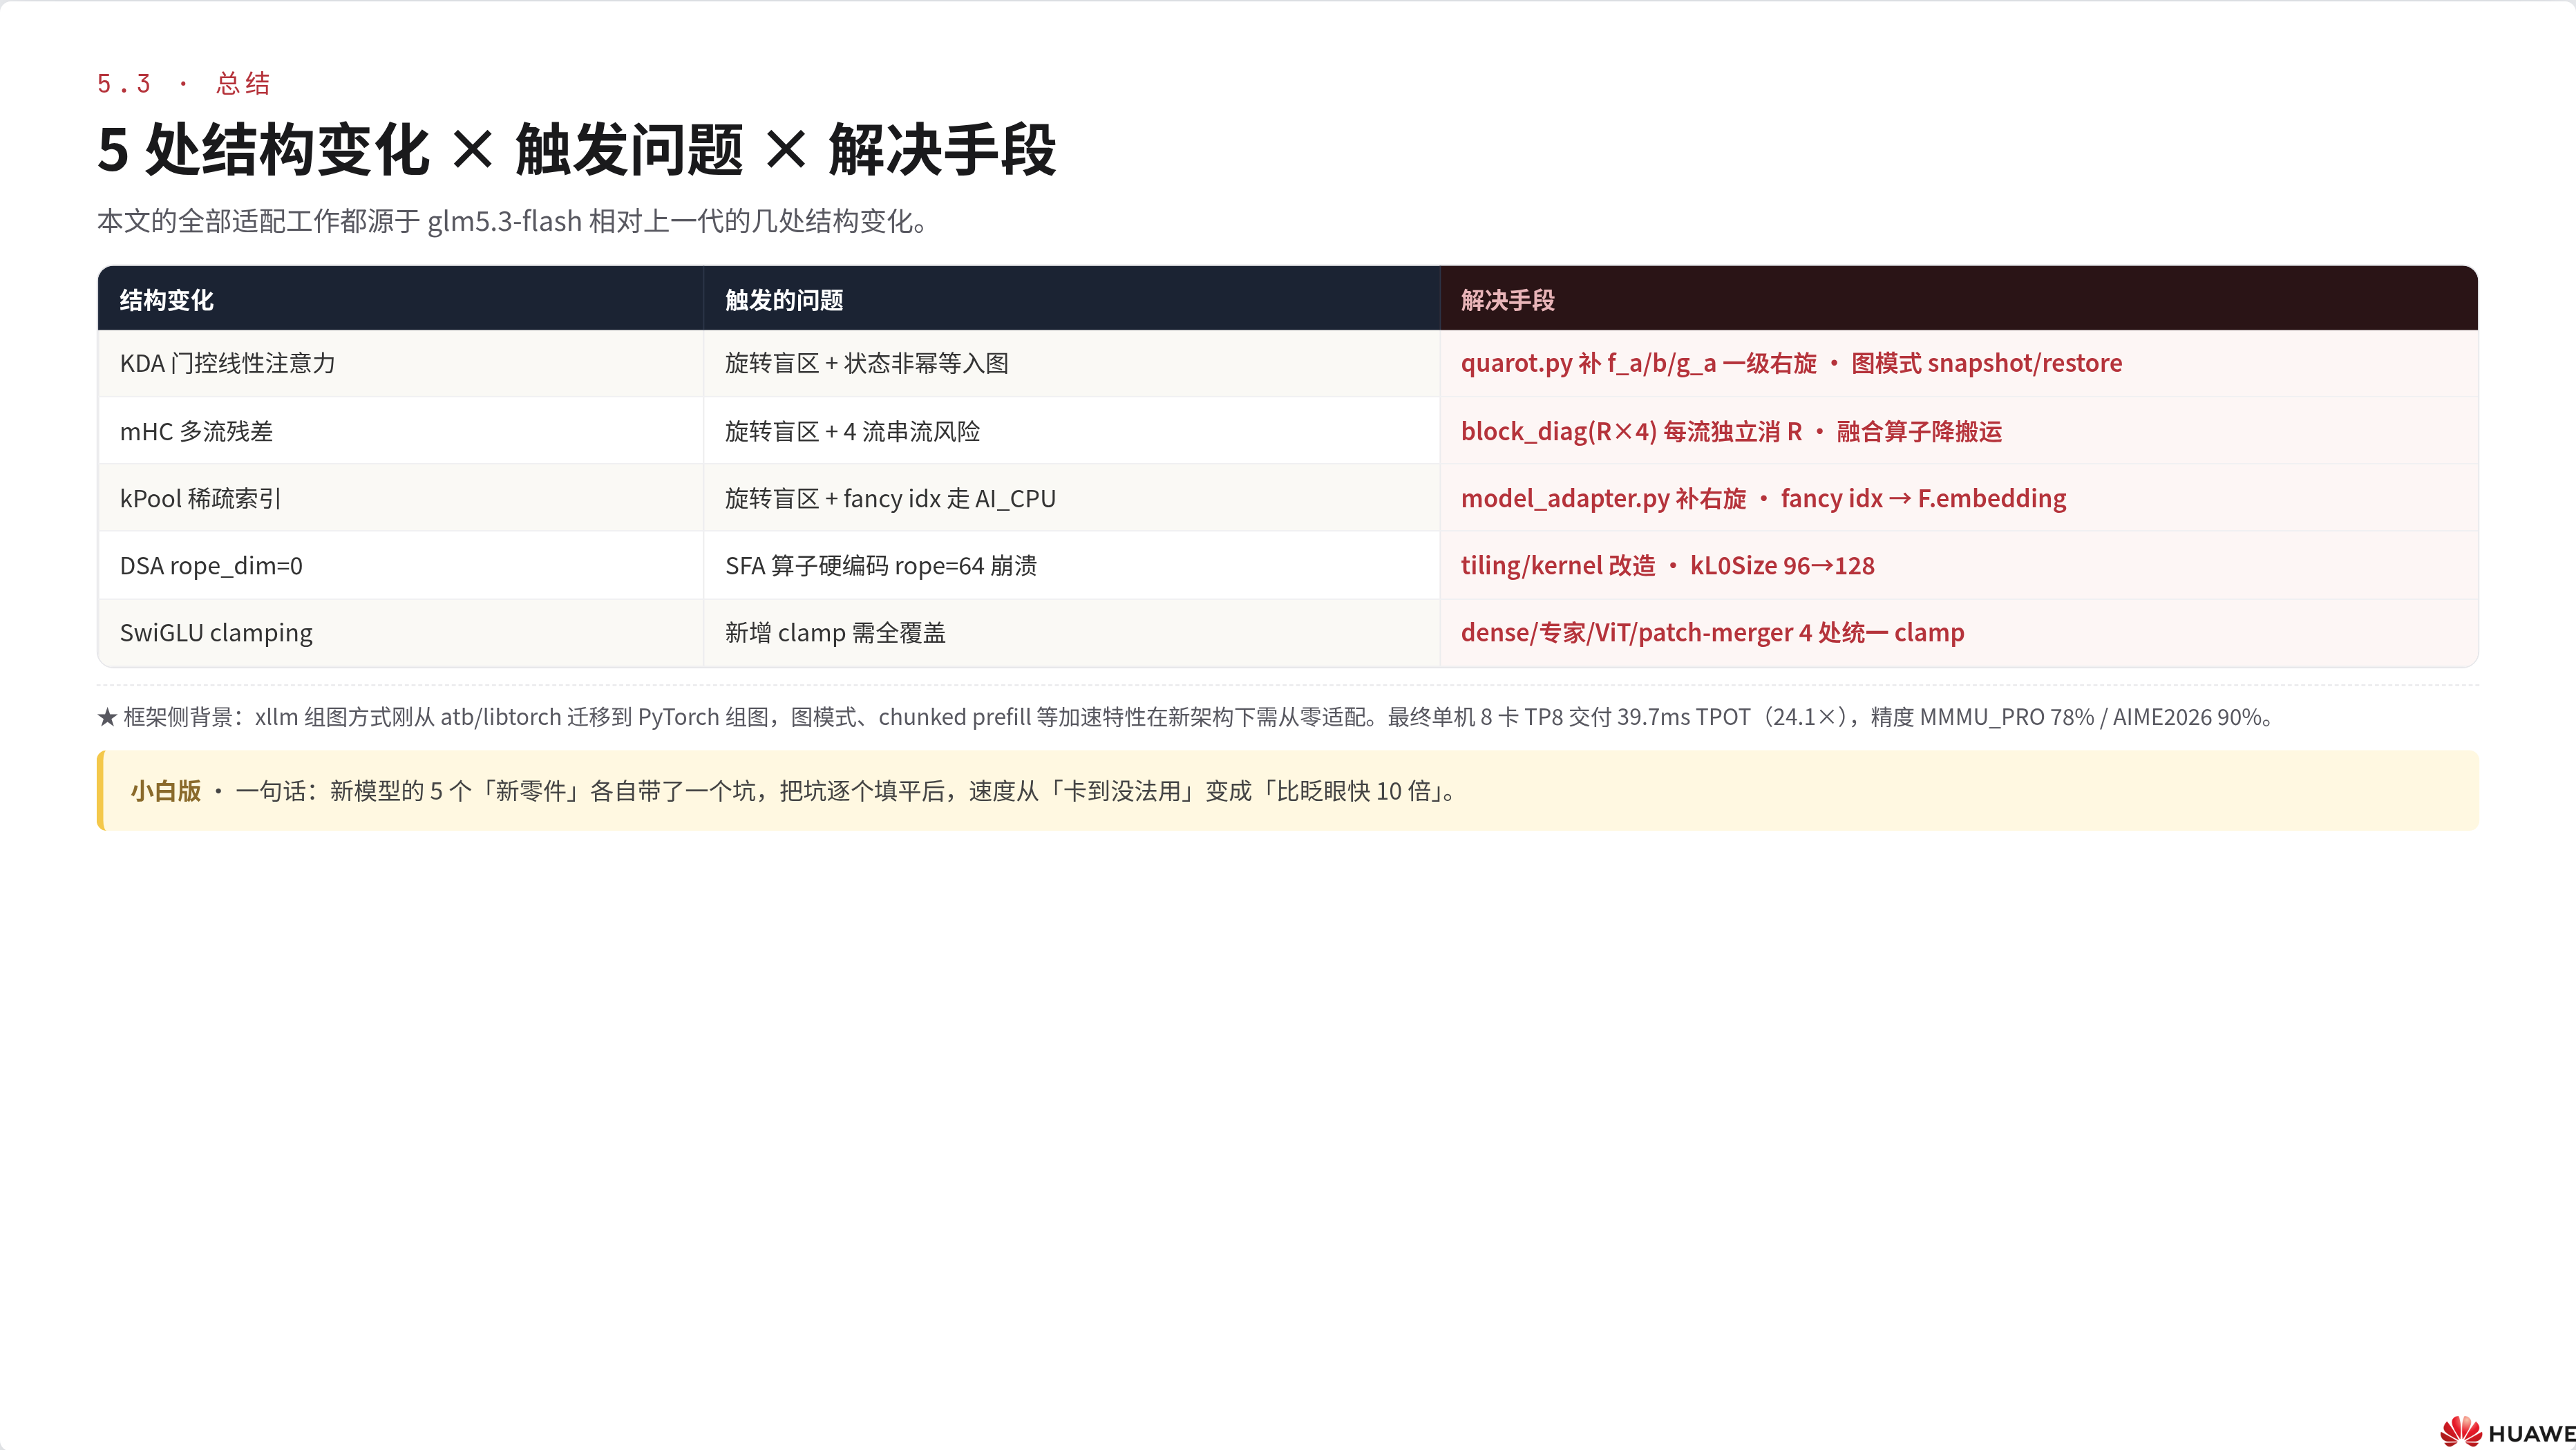 5.3 · 总结
5 处结构变化 × 触发问题 × 解决手段
本文的全部适配工作都源于 glm5.3-flash 相对上一代的几处结构变化。
结构变化 触发的问题 解决手段
KDA 门控线性注意力 旋转盲区 + 状态非幂等入图 quarot.py 补 f_a/b/g_a 一级右旋 · 图模式 snapshot/restore
mHC 多流残差 旋转盲区 + 4 流串流风险 block_diag(R×4) 每流独立消 R · 融合算子降搬运
kPool 稀疏索引 旋转盲区 + fancy idx 走 AI_CPU model_adapter.py 补右旋 · fancy idx → F.embedding
DSA rope_dim=0 SFA 算子硬编码 rope=64 崩溃 tiling/kernel 改造 · kL0Size 96→128
SwiGLU clamping 新增 clamp 需全覆盖 dense/专家/ViT/patch-merger 4 处统一 clamp
★ 框架侧背景：xllm 组图方式刚从 atb/libtorch 迁移到 PyTorch 组图，图模式、chunked prefill 等加速特性在新架构下需从零适配。最终单机 8 卡 TP8 交付 39.7ms TPOT（24.1×），精度 MMMU_PRO 78% / AIME2026 90%。
小白版 · 一句话：新模型的 5 个「新零件」各自带了一个坑，把坑逐个填平后，速度从「卡到没法用」变成「比眨眼快 10 倍」。
HUAWE